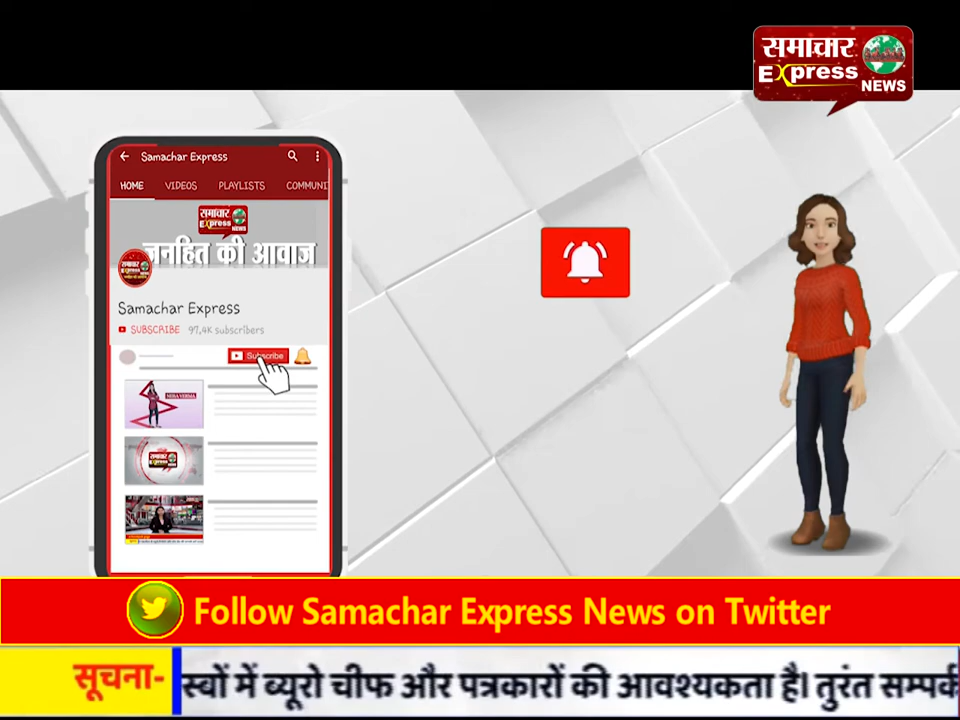 समाचार
Express
NEWS
Samachar Express
HOME VIDEOS PLAYLISTS COMMUNI
समाचार
Express
NEWS
जनहित की आवाज
Samachar Express
SUBSCRIBE 97.4K subscribers
Subscribe
Follow Samachar Express News on Twitter
सूचना- स्वों में ब्यूरो चीफ और पत्रकारों की आवश्यकता है। तुरंत सम्पर्क